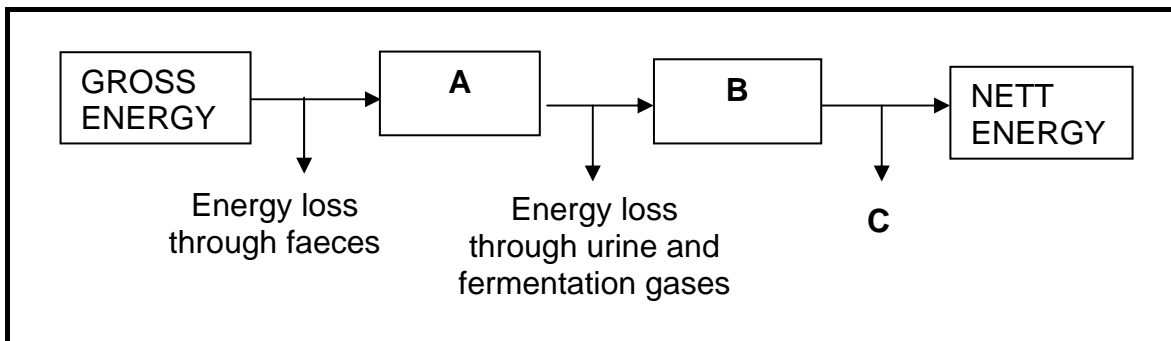 GROSS
ENERGY
A
B
NETT
ENERGY
Energy loss
through faeces
Energy loss
through urine and
fermentation gases
C